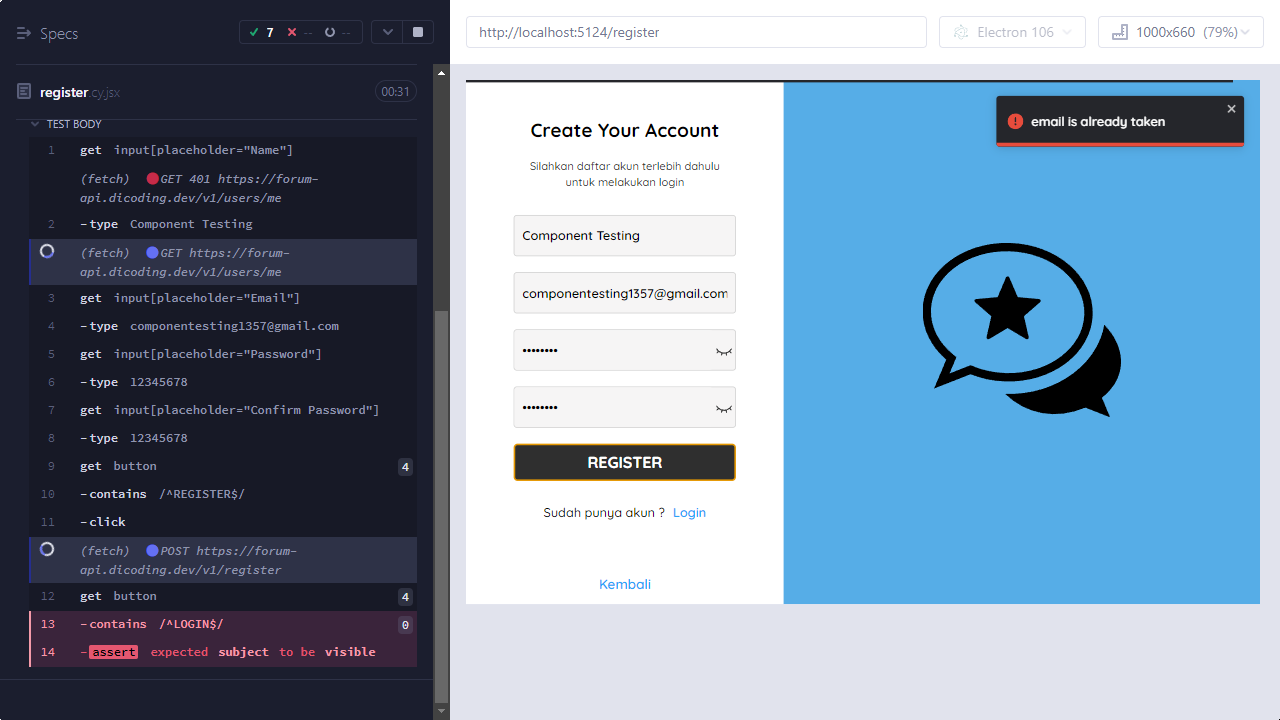 Specs
7
--
--
register.cy.jsx
00:31
TEST BODY
1 get input[placeholder="Name"]
(fetch) GET 401 https://forum-
api.dicoding.dev/v1/users/me
2 -type Component Testing
(fetch) GET https://forum-
api.dicoding.dev/v1/users/me
3 get input[placeholder="Email"]
4 -type componentesting1357@gmail.com
5 get input[placeholder="Password"]
6 -type 12345678
7 get input[placeholder="Confirm Password"]
8 -type 12345678
9 get button 4
10 -contains /^REGISTER$/
11 -click
(fetch) POST https://forum-
api.dicoding.dev/v1/register
12 get button 4
13 -contains /^LOGIN$/ 0
14 -assert expected subject to be visible
http://localhost:5124/register
Electron 106
1000x660 (79%)
email is already taken
Create Your Account
Silahkan daftar akun terlebih dahulu
untuk melakukan login
Component Testing
componentesting1357@gmail.com
••••••••
••••••••
REGISTER
Sudah punya akun ? Login
Kembali